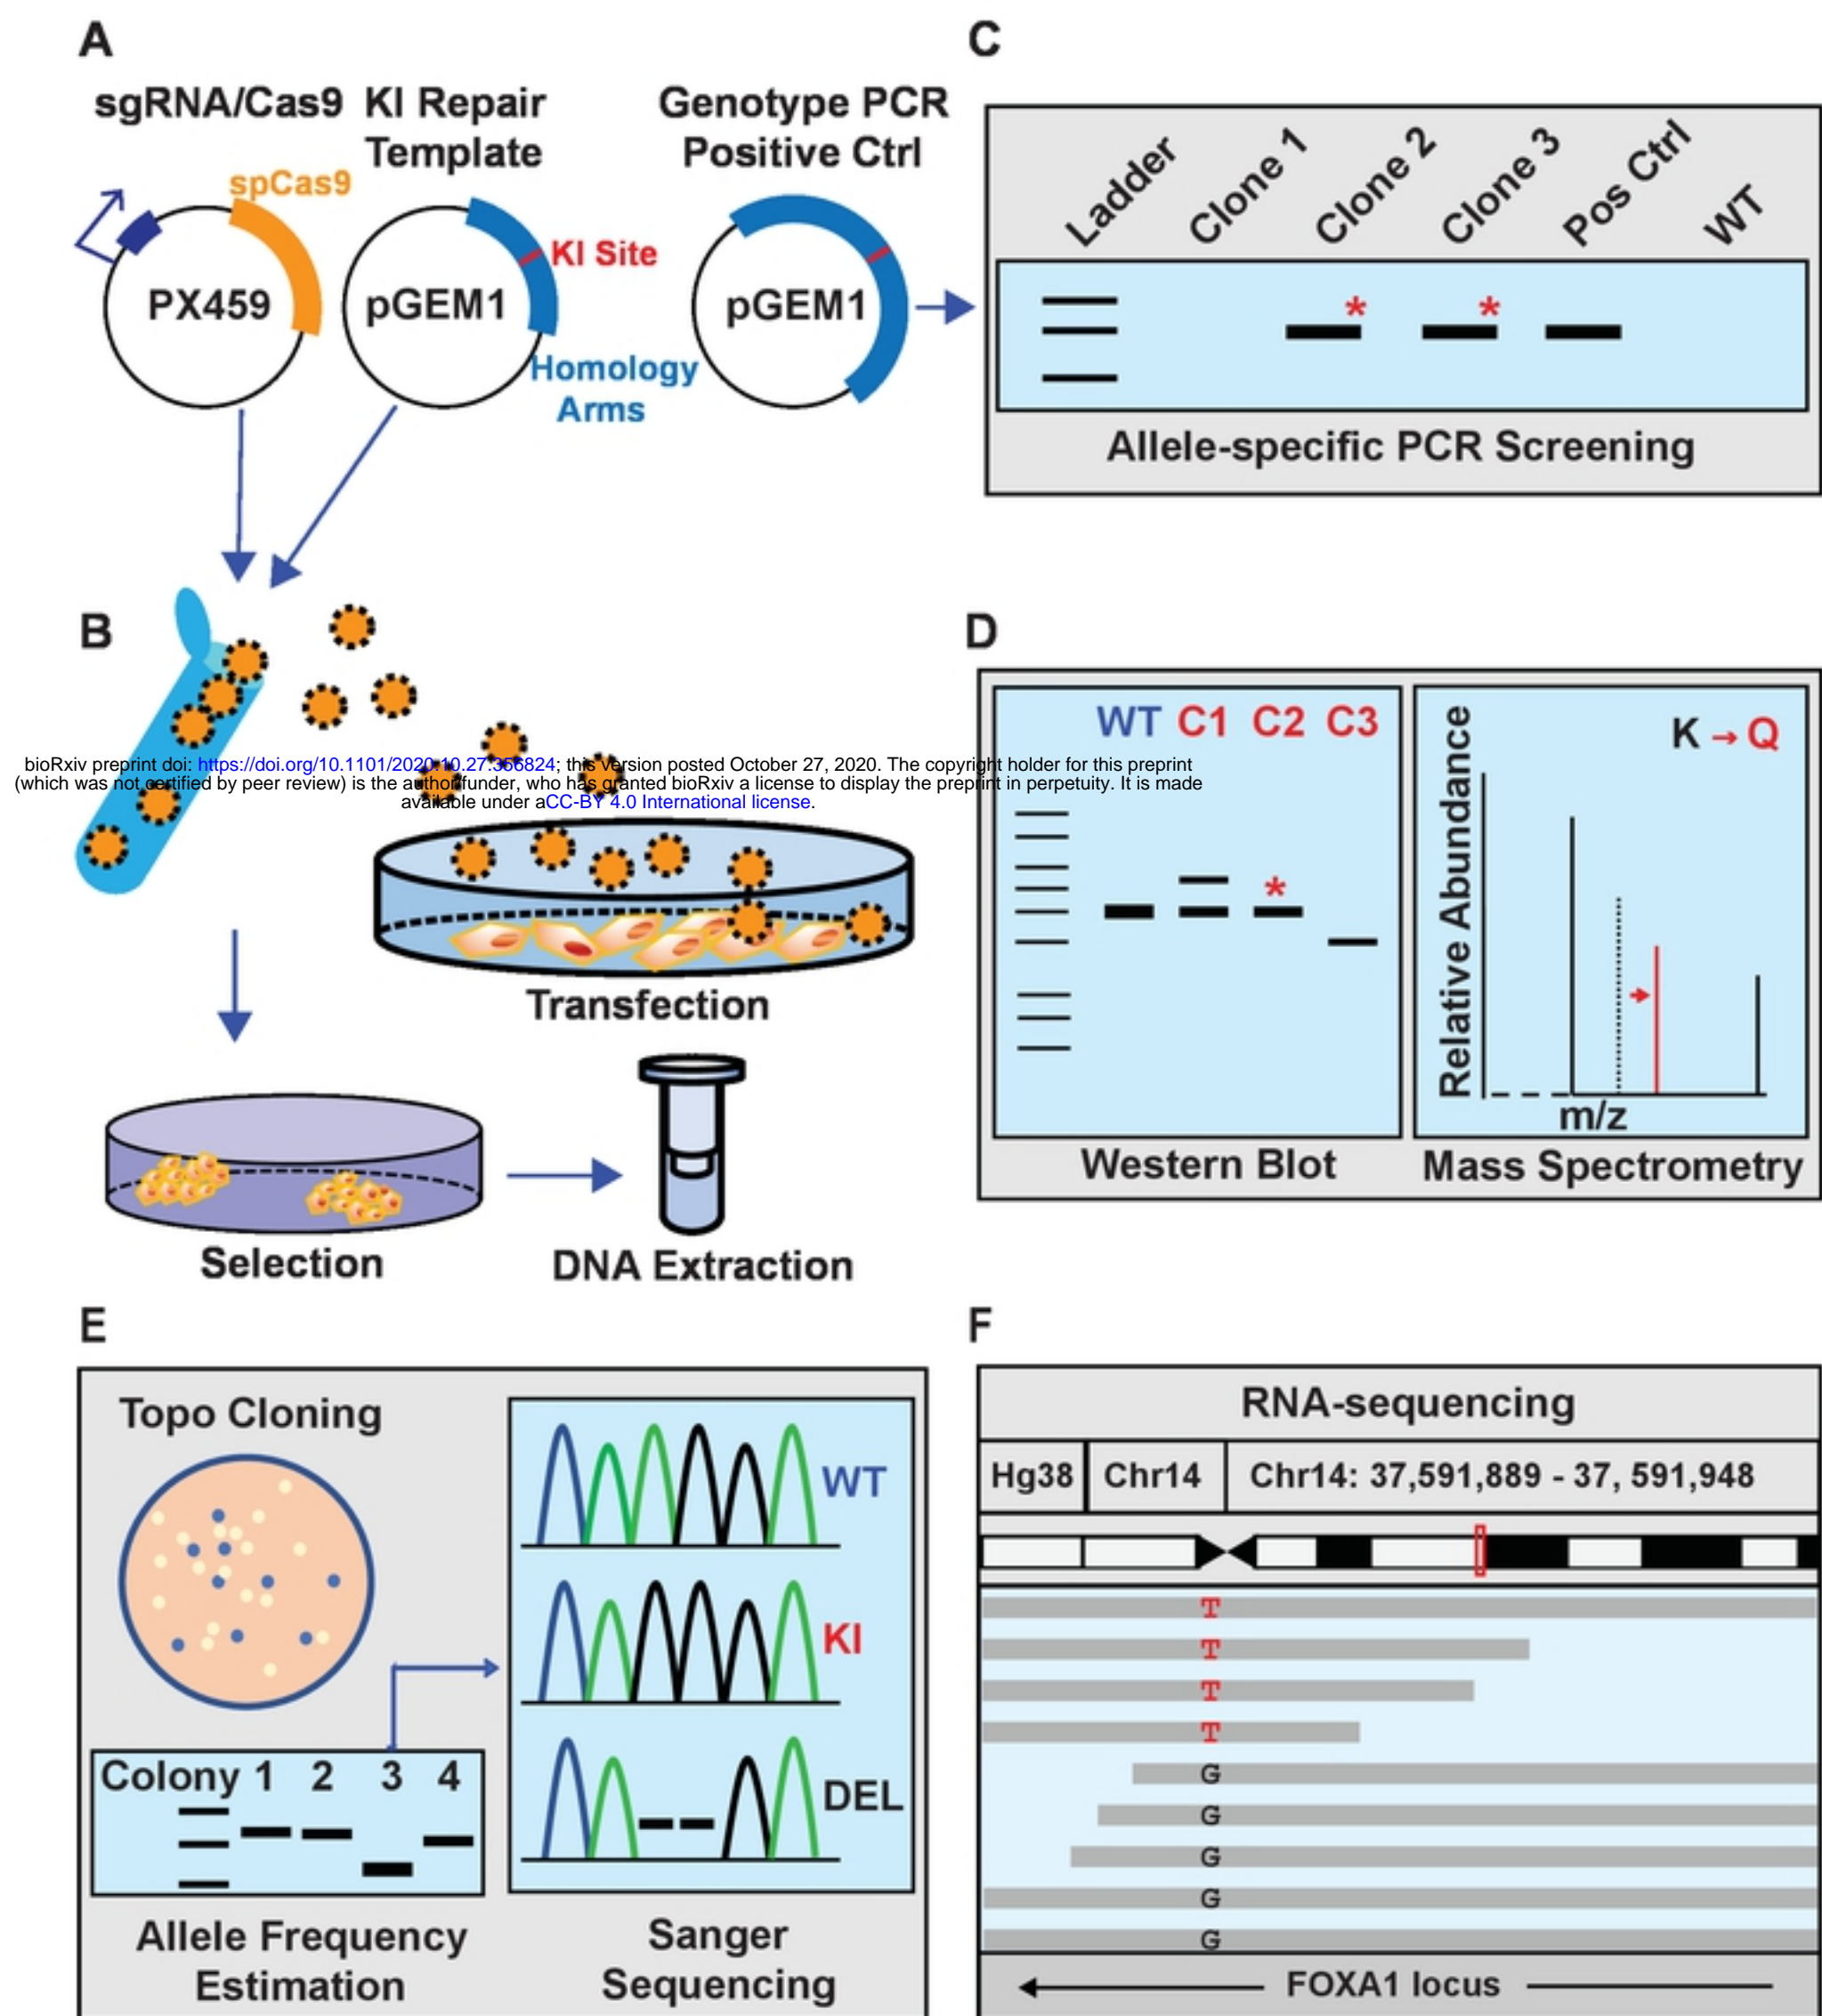 A
sgRNA/Cas9
KI Repair
Template
Genotype PCR
Positive Ctrl
spCas9
PX459
pGEM1
KI Site
Homology
Arms
pGEM1
C
Ladder
Clone 1
Clone 2
Clone 3
Pos Ctrl
WT
*
*
Allele-specific PCR Screening
B
bioRxiv preprint doi: https://doi.org/10.1101/2020.10.27.356824; this version posted October 27, 2020. The copyright holder for this preprint
(which was not certified by peer review) is the author/funder, who has granted bioRxiv a license to display the preprint in perpetuity. It is made
available under aCC-BY 4.0 International license.
Transfection
Selection
DNA Extraction
D
WT C1 C2 C3
*
Western Blot
K → Q
Relative Abundance
m/z
Mass Spectrometry
E
Topo Cloning
Colony 1 2 3 4
Allele Frequency
Estimation
WT
KI
DEL
Sanger
Sequencing
F
RNA-sequencing
Hg38 Chr14 Chr14: 37,591,889 - 37, 591,948
T
T
T
T
G
G
G
G
G
FOXA1 locus